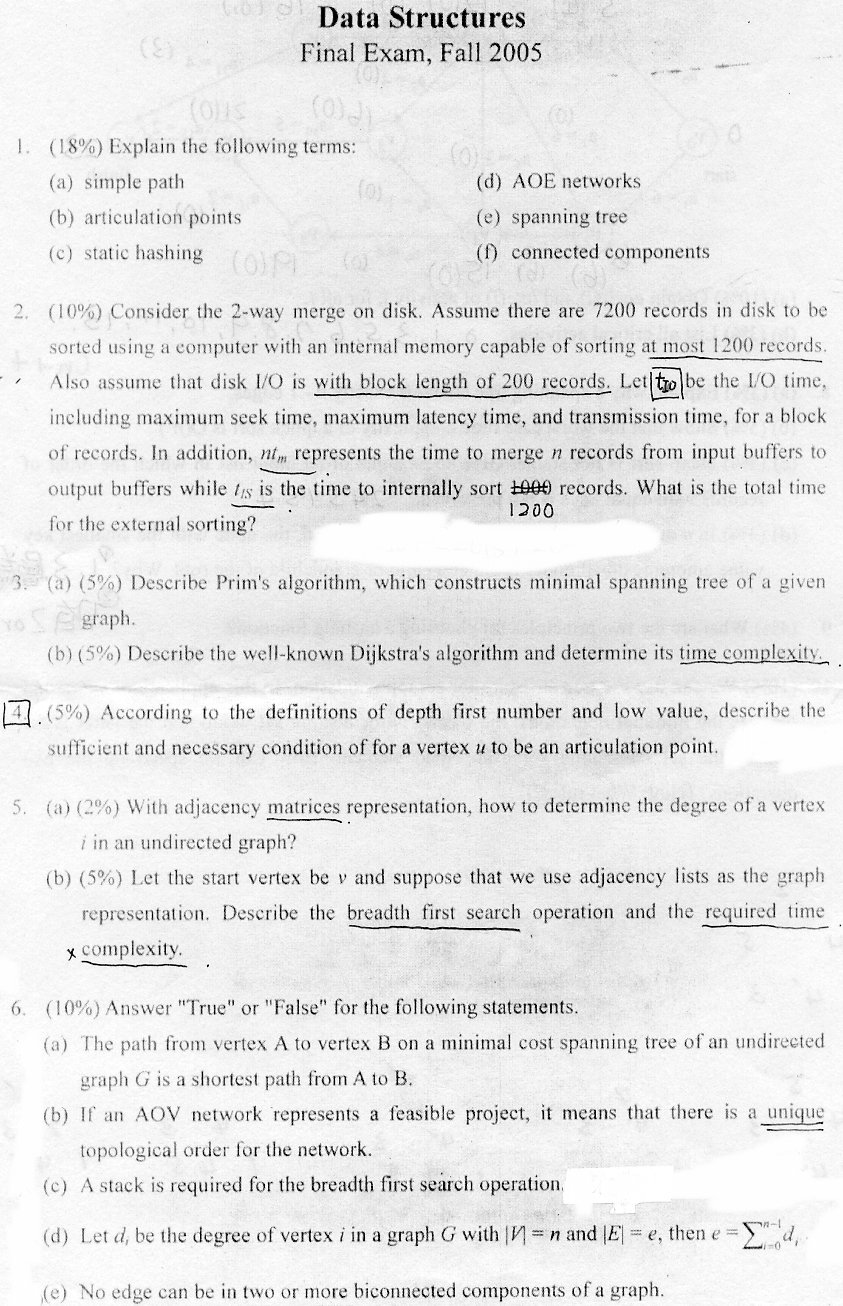 Data Structures
Final Exam, Fall 2005
1. (18%) Explain the following terms:
(a) simple path
(d) AOE networks
(b) articulation points
(e) spanning tree
(c) static hashing
(f) connected components
2. (10%) Consider the 2-way merge on disk. Assume there are 7200 records in disk to be
sorted using a computer with an internal memory capable of sorting at most 1200 records.
Also assume that disk I/O is with block length of 200 records. Let t_IO be the I/O time,
including maximum seek time, maximum latency time, and transmission time, for a block
of records. In addition, nt_m represents the time to merge n records from input buffers to
output buffers while t_IS is the time to internally sort 1000 records. What is the total time
1200
for the external sorting?
3. (a) (5%) Describe Prim's algorithm, which constructs minimal spanning tree of a given
graph.
(b) (5%) Describe the well-known Dijkstra's algorithm and determine its time complexity.
4. (5%) According to the definitions of depth first number and low value, describe the
sufficient and necessary condition of for a vertex u to be an articulation point.
5. (a) (2%) With adjacency matrices representation, how to determine the degree of a vertex
i in an undirected graph?
(b) (5%) Let the start vertex be v and suppose that we use adjacency lists as the graph
representation. Describe the breadth first search operation and the required time
x complexity.
6. (10%) Answer "True" or "False" for the following statements.
(a) The path from vertex A to vertex B on a minimal cost spanning tree of an undirected
graph G is a shortest path from A to B.
(b) If an AOV network represents a feasible project, it means that there is a unique
topological order for the network.
(c) A stack is required for the breadth first search operation.
(d) Let d_i be the degree of vertex i in a graph G with |V| = n and |E| = e, then e = ∑_{i=0}^{n-1} d_i.
(e) No edge can be in two or more biconnected components of a graph.